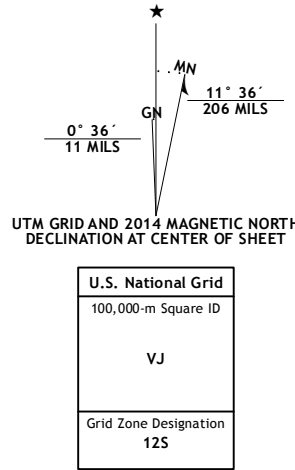 MN
GN
11° 36´
206 MILS
0° 36´
11 MILS
UTM GRID AND 2014 MAGNETIC NORTH
DECLINATION AT CENTER OF SHEET
U.S. National Grid
100,000-m Square ID
VJ
Grid Zone Designation
12S